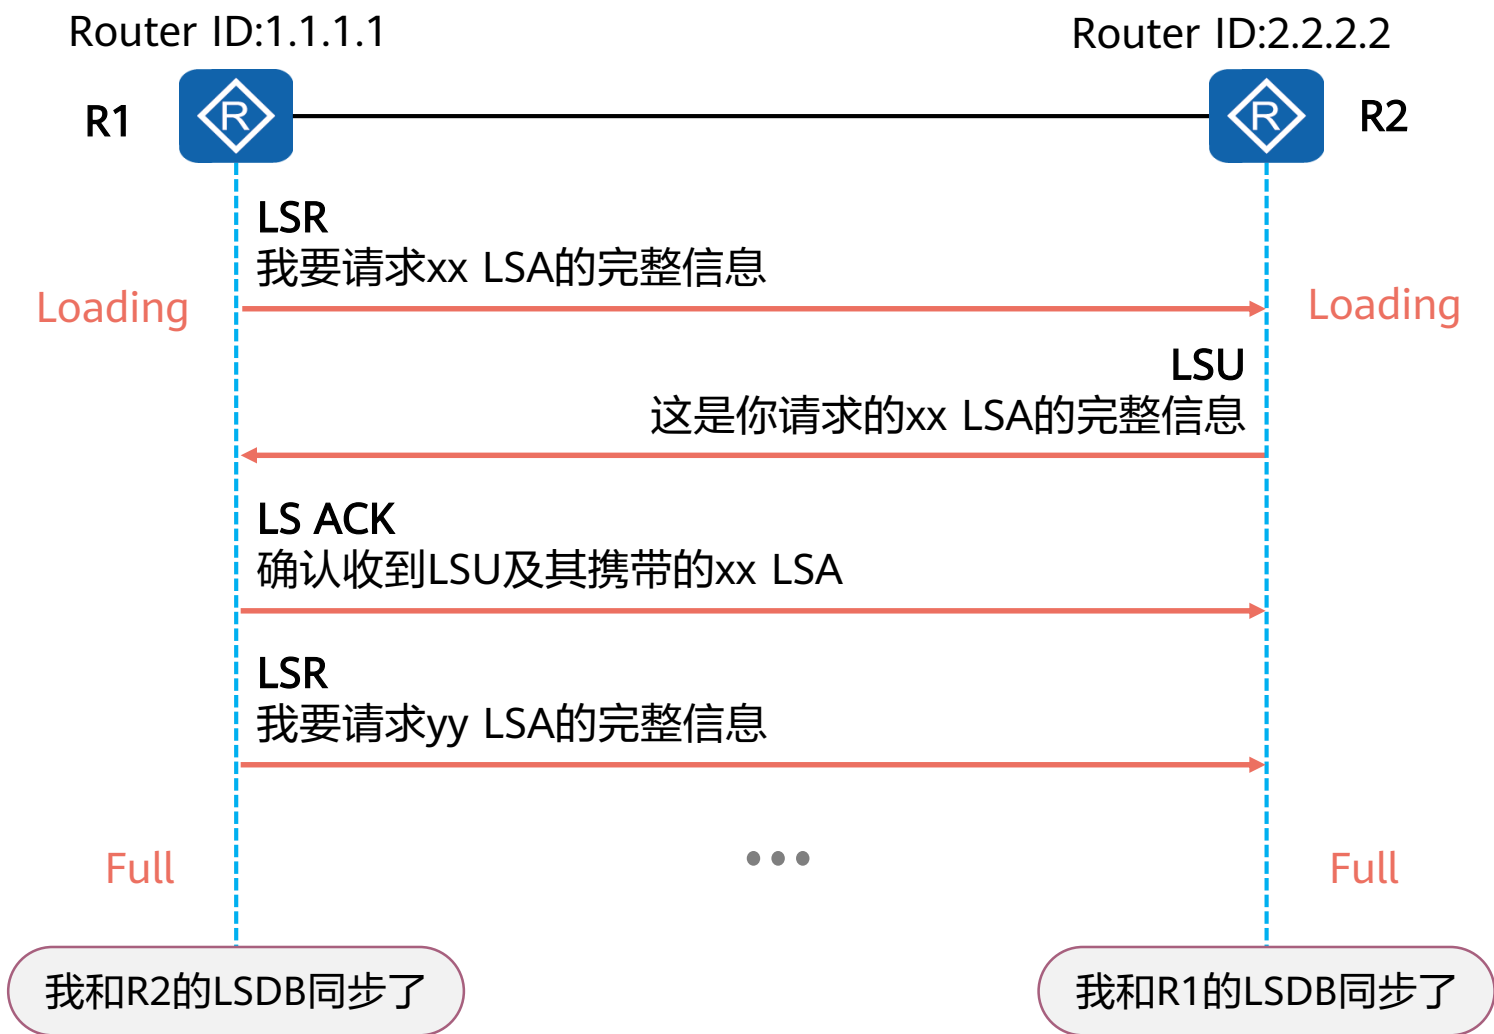 Router ID:1.1.1.1
Router ID:2.2.2.2
R1
R
R
R2
LSR
我要请求xx LSA的完整信息
Loading
Loading
LSU
这是你请求的xx LSA的完整信息
LS ACK
确认收到LSU及其携带的xx LSA
LSR
我要请求yy LSA的完整信息
Full
Full
我和R2的LSDB同步了
我和R1的LSDB同步了